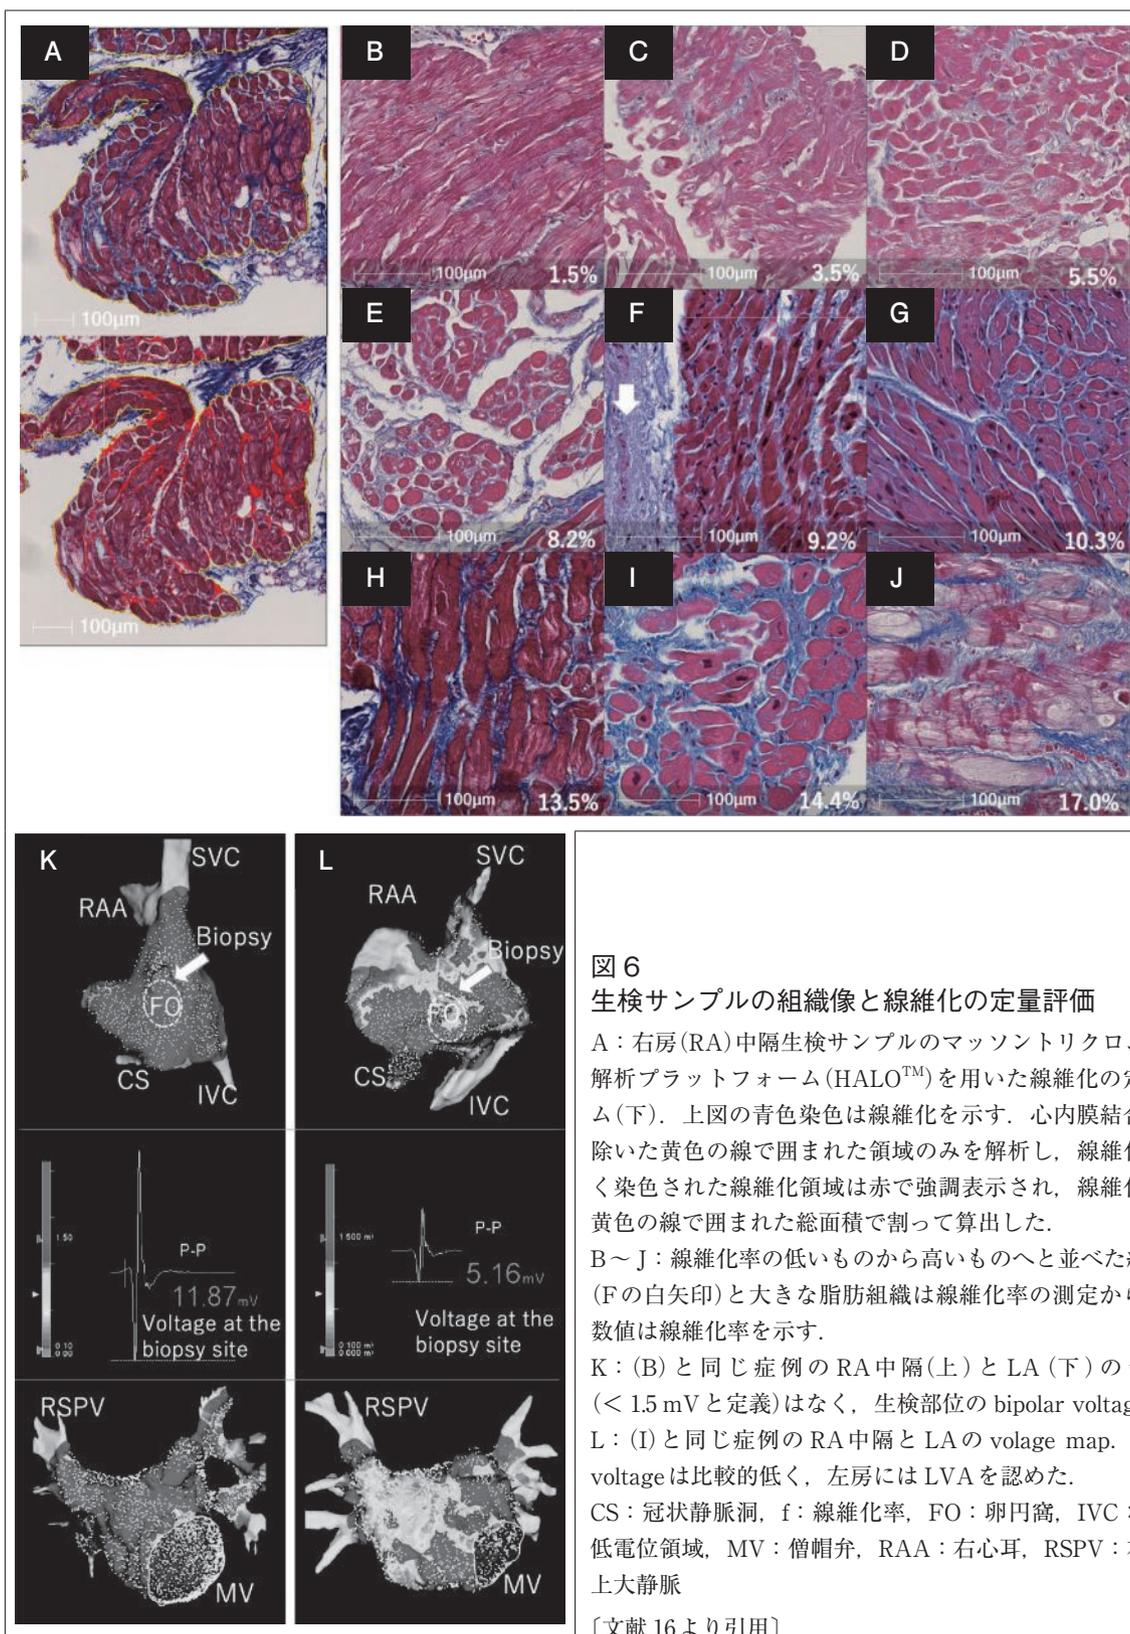 A
100μm
100μm
B
100μm
1.5%
C
100μm
3.5%
D
100μm
5.5%
E
100μm
8.2%
F
100μm
9.2%
G
100μm
10.3%
H
100μm
13.5%
I
100μm
14.4%
J
100μm
17.0%
K
SVC
RAA
Biopsy
FO
CS
IVC
1.50
P-P
11.87mV
Voltage at the
biopsy site
0.10
0.00
RSPV
MV
L
SVC
RAA
Biopsy
FO
CS
IVC
P-P
5.16mV
Voltage at the
biopsy site
RSPV
MV
図6
生検サンプルの組織像と線維化の定量評価
A：右房(RA)中隔生検サンプルのマッソントリクロ
解析プラットフォーム(HALO™)を用いた線維化の
ム(下)．上図の青色染色は線維化を示す．心内膜結
除いた黄色の線で囲まれた領域のみを解析し，線維
く染色された線維化領域は赤で強調表示され，線維
黄色の線で囲まれた総面積で割って算出した．
B〜J：線維化率の低いものから高いものへと並べた
(Fの白矢印)と大きな脂肪組織は線維化率の測定か
数値は線維化率を示す．
K：(B)と同じ症例のRA中隔(上)とLA(下)の
(＜1.5 mVと定義)はなく，生検部位のbipolar voltag
L：(I)と同じ症例のRA中隔とLAのvolage map．
voltageは比較的低く，左房にはLVAを認めた．
CS：冠状静脈洞，f：線維化率，FO：卵円窩，IVC
低電位領域，MV：僧帽弁，RAA：右心耳，RSPV：
上大静脈
〔文献16より引用〕